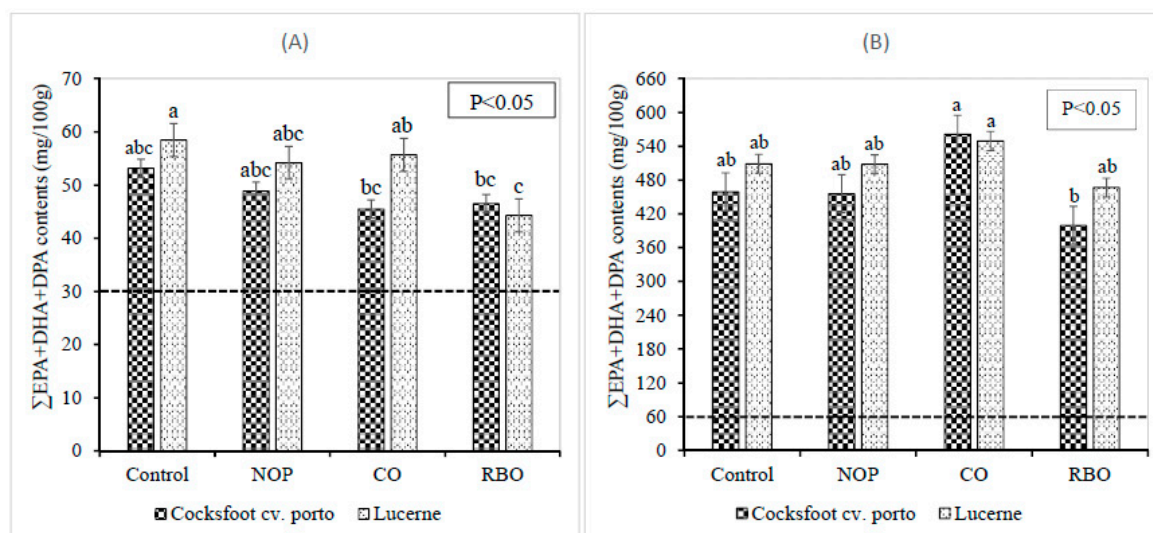 (A)
∑EPA+DHA+DPA contents (mg/100g)
70
60
50
40
30
20
10
0
P<0.05
abc
a
abc
abc
bc
ab
bc
c
Control NOP CO RBO
Cocksfoot cv. porto Lucerne
(B)
∑EPA+DHA+DPA contents (mg/100g)
660
600
540
480
420
360
300
240
180
120
60
0
P<0.05
ab
ab
ab
ab
a
a
b
ab
Control NOP CO RBO
Cocksfoot cv. porto Lucerne